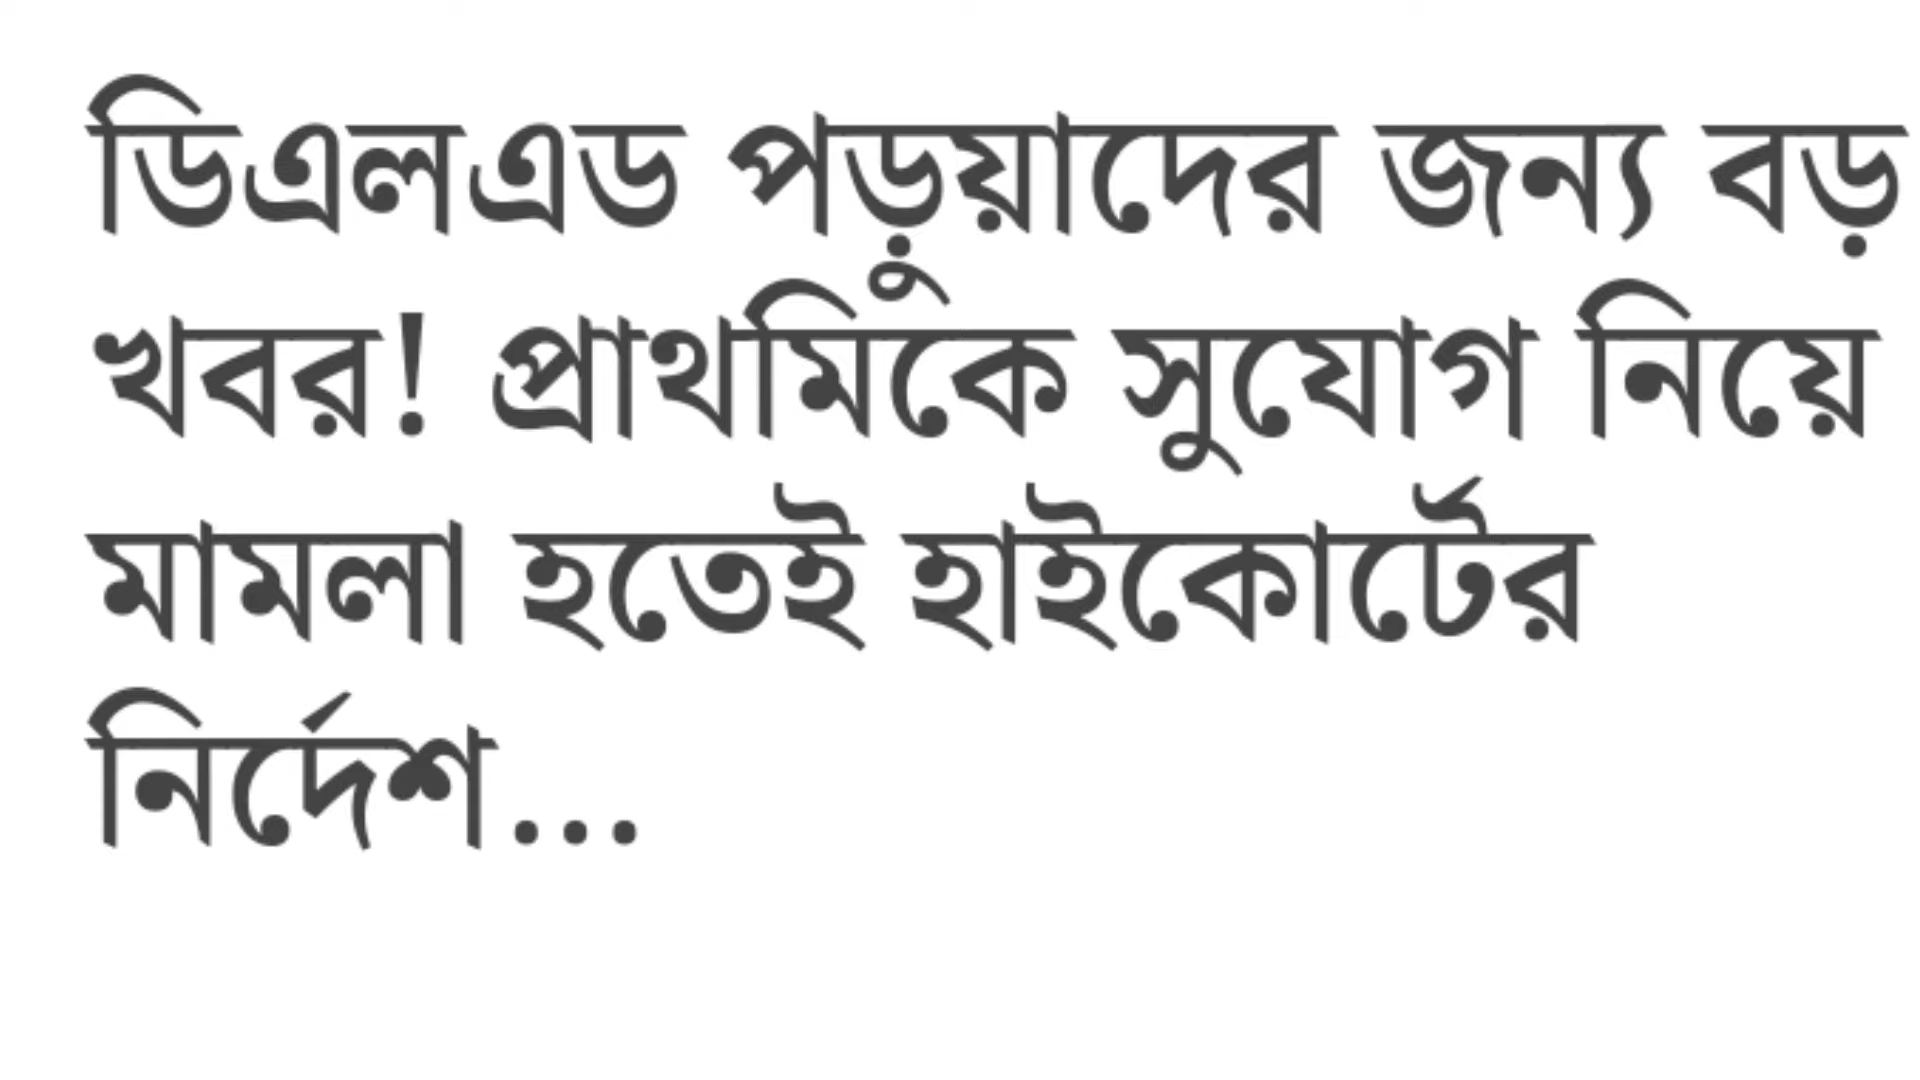 ডিএলএড পড়ুয়াদের জন্য বড়
খবর! প্রাথমিকে সুযোগ নিয়ে
মামলা হতেই হাইকোর্টের
নির্দেশ...